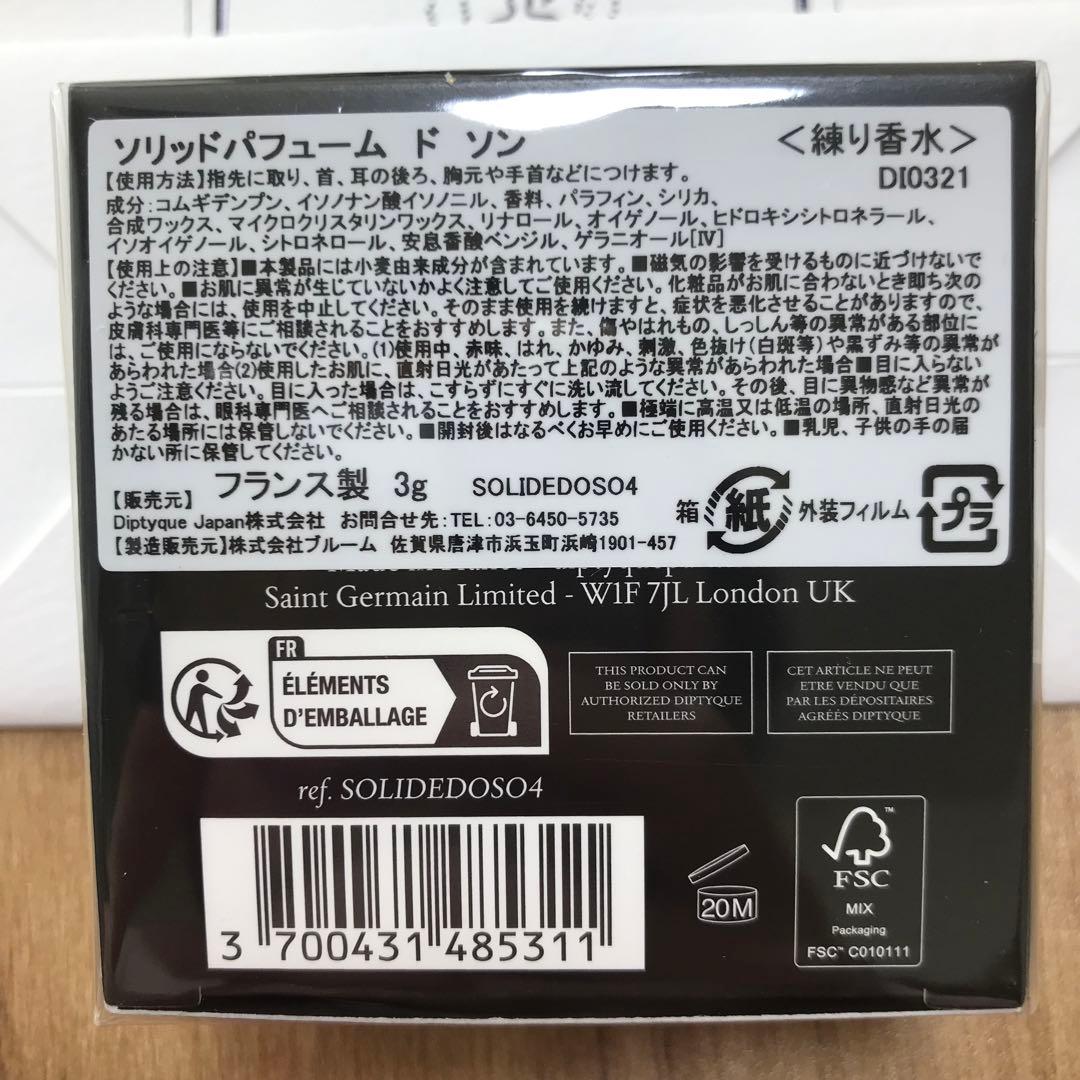 ソリッドパフューム ド ソン
＜練り香水＞
【使用方法】指先に取り、首、耳の後ろ、胸元や手首などにつけます。
DI0321
成分：コムギデンプン、イソノナン酸イソノニル、香料、パラフィン、シリカ、
合成ワックス、マイクロクリスタリンワックス、リナロール、オイゲノール、ヒドロキシシトロネラール、
イソオイゲノール、シトロネロール、安息香酸ベンジル、ゲラニオール[Ⅳ]
【使用上の注意】■本製品には小麦由来成分が含まれています。■磁気の影響を受けるものに近づけないで
ください。■お肌に異常が生じていないかよく注意してご使用ください。化粧品がお肌に合わないとき即ち次の
ような場合には、使用を中止してください。そのまま使用を続けますと、症状を悪化させることがありますので、
皮膚科専門医等にご相談されることをおすすめします。また、傷やはれもの、しっしん等の異常がある部位に
は、ご使用にならないでください。(1)使用中、赤味、はれ、かゆみ、刺激、色抜け(白斑等)や黒ずみ等の異常が
あらわれた場合(2)使用したお肌に、直射日光があたって上記のような異常があらわれた場合■目に入らない
ようご注意ください。目に入った場合は、こすらずにすぐに洗い流してください。その後、目に異物感など異常が
残る場合は、眼科専門医へご相談されることをおすすめします。■極端に高温又は低温の場所、直射日光の
あたる場所には保管しないでください。■開封後はなるべくお早めにご使用ください。■乳児、子供の手の届
かない所に保管してください。
【販売元】 フランス製 3g SOLIDEDOSO4
Diptyque Japan株式会社 お問合せ先：TEL：03-6450-5735
【製造販売元】株式会社ブルーム 佐賀県唐津市浜玉町浜崎1901-457
箱 紙 外装フィルム プラ
Saint Germain Limited - W1F 7JL London UK
FR
ÉLÉMENTS
D'EMBALLAGE
THIS PRODUCT CAN
BE SOLD ONLY BY
AUTHORIZED DIPTYQUE
RETAILERS
CET ARTICLE NE PEUT
ETRE VENDU QUE
PAR LES DÉPOSITAIRES
AGRÉÉS DIPTYQUE
ref. SOLIDEDOSO4
3 700431 485311
20M
FSC™
MIX
Packaging
FSC™ C010111